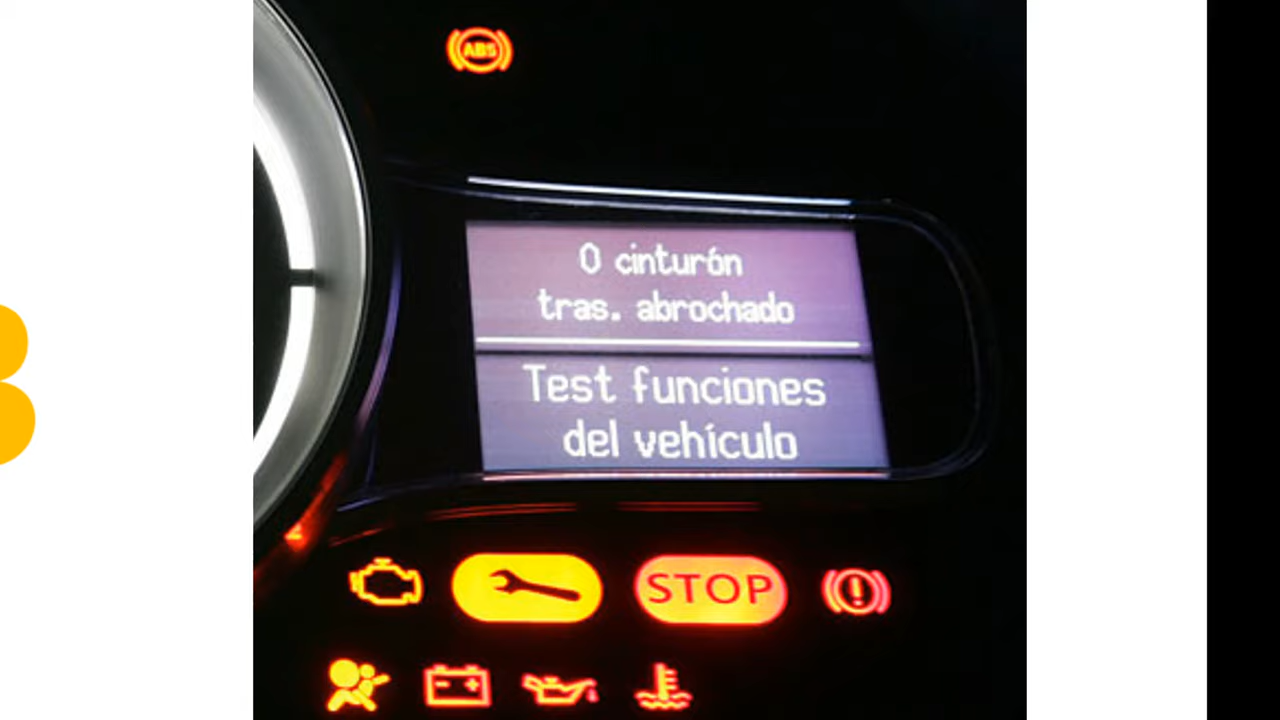 ABS
0 cinturón
tras. abrochado
Test funciones
del vehículo
STOP